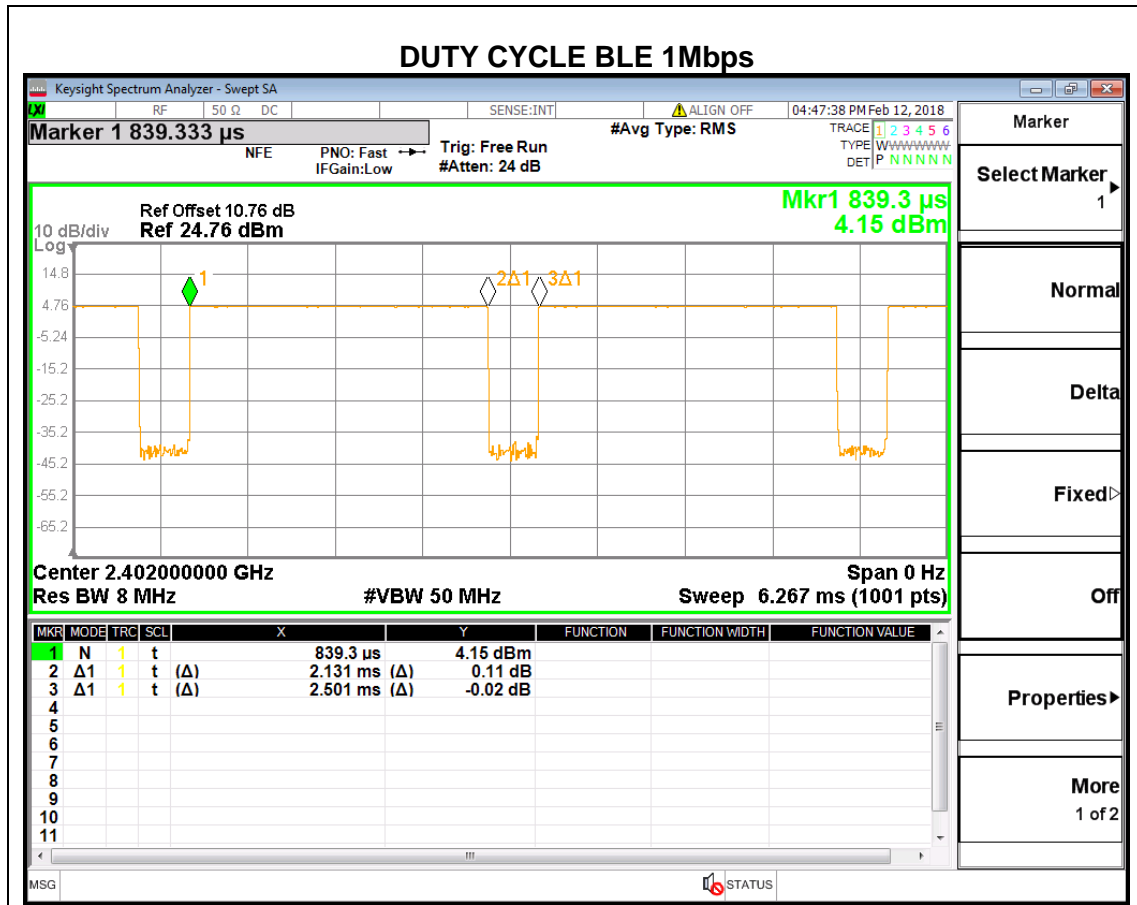 DUTY CYCLE BLE 1Mbps
Keysight Spectrum Analyzer - Swept SA
LXI RF 50 Ω DC SENSE:INT ALIGN OFF 04:47:38 PM Feb 12, 2018
Marker 1 839.333 µs
NFE
PNO: Fast
IFGain:Low
Trig: Free Run
#Atten: 24 dB
#Avg Type: RMS
TRACE 1 2 3 4 5 6
TYPE WWWWWWW
DET P N N N N N
Mkr1 839.3 µs
4.15 dBm
Ref Offset 10.76 dB
10 dB/div Ref 24.76 dBm
Log
14.8
4.76
-5.24
-15.2
-25.2
-35.2
-45.2
-55.2
-65.2
1
2Δ1
3Δ1
Center 2.402000000 GHz Span 0 Hz
Res BW 8 MHz #VBW 50 MHz Sweep 6.267 ms (1001 pts)
MKR MODE TRC SCL X Y FUNCTION FUNCTION WIDTH FUNCTION VALUE
1 N 1 t 839.3 µs 4.15 dBm
2 Δ1 1 t (Δ) 2.131 ms (Δ) 0.11 dB
3 Δ1 1 t (Δ) 2.501 ms (Δ) -0.02 dB
4
5
6
7
8
9
10
11
MSG STATUS
Marker
Select Marker
1
Normal
Delta
Fixed
Off
Properties
More
1 of 2